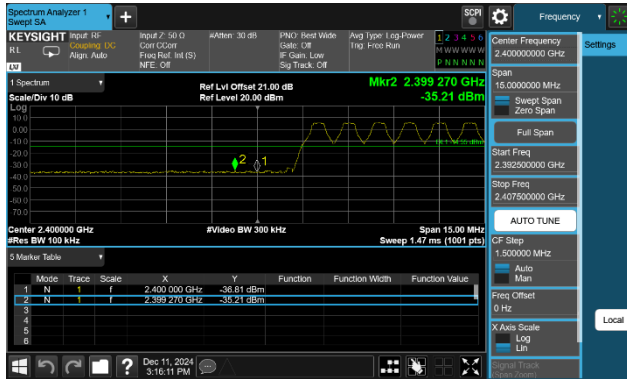 Spectrum Analyzer 1
Swept SA
+
SCPI
Frequency
KEYSIGHT
RL
LXI
Input: RF
Coupling: DC
Align: Auto
Input Z: 50 Ω
Corr CCorr
Freq Ref: Int (S)
NFE: Off
#Atten: 30 dB
PNO: Best Wide
Gate: Off
IF Gain: Low
Sig Track: Off
Avg Type: Log-Power
Trig: Free Run
1 2 3 4 5 6
M W W W W W
P N N N N N
1 Spectrum
Scale/Div 10 dB
Log
Ref Lvl Offset 21.00 dB
Ref Level 20.00 dBm
Mkr2 2.399 270 GHz
-35.21 dBm
10.0
0.00
-10.0
-20.0
-30.0
-40.0
-50.0
-60.0
-70.0
2
1
Center 2.400000 GHz
#Res BW 100 kHz
#Video BW 300 kHz
Span 15.00 MHz
Sweep 1.47 ms (1001 pts)
5 Marker Table
Mode Trace Scale X Y Function Function Width Function Value
1 N 1 f 2.400 000 GHz -36.81 dBm
2 N 1 f 2.399 270 GHz -35.21 dBm
3
4
5
6
?
Dec 11, 2024
3:16:11 PM
Center Frequency
2.400000000 GHz
Settings
Span
15.0000000 MHz
Swept Span
Zero Span
Full Span
Start Freq
2.392500000 GHz
Stop Freq
2.407500000 GHz
AUTO TUNE
CF Step
1.500000 MHz
Auto
Man
Freq Offset
0 Hz
Local
X Axis Scale
Log
Lin
Signal Track
(Span Zoom)